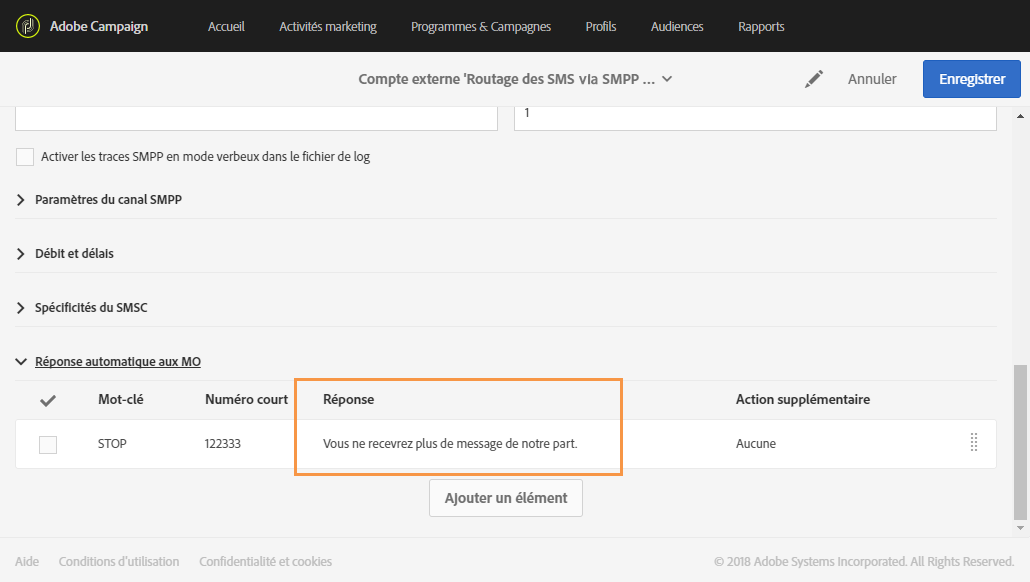 Adobe Campaign Accueil Activités marketing Programmes & Campagnes Profils Audiences Rapports
Compte externe 'Routage des SMS via SMPP ... Annuler Enregistrer
1
Activer les traces SMPP en mode verbeux dans le fichier de log
Paramètres du canal SMPP
Débit et délais
Spécificités du SMSC
Réponse automatique aux MO
Mot-clé Numéro court Réponse Action supplémentaire
STOP 122333 Vous ne recevrez plus de message de notre part. Aucune
Ajouter un élément
Aide Conditions d'utilisation Confidentialité et cookies © 2018 Adobe Systems Incorporated. All Rights Reserved.